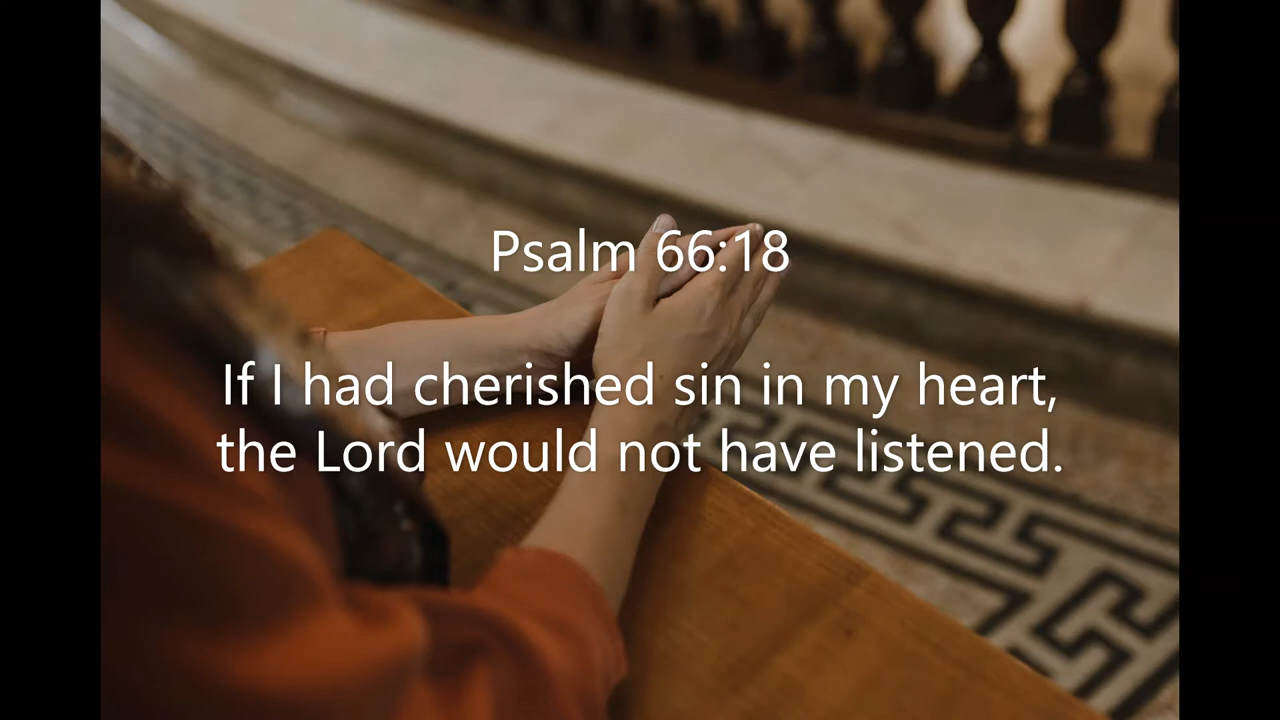 Psalm 66:18
If I had cherished sin in my heart,
the Lord would not have listened.